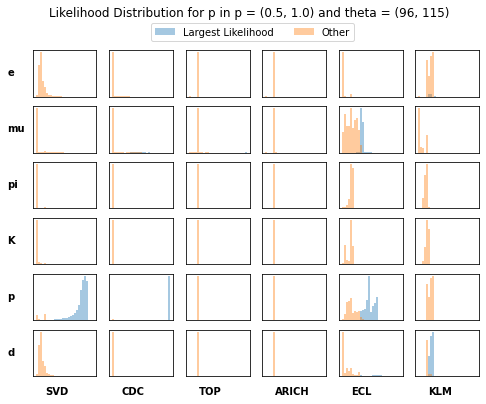 Likelihood Distribution for p in p = (0.5, 1.0) and theta = (96, 115)
Largest Likelihood Other
e
mu
pi
K
p
d
SVD CDC TOP ARICH ECL KLM